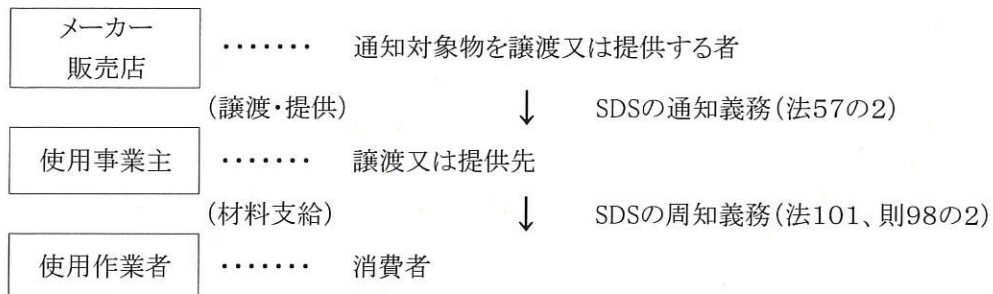 メーカー
販売店
・・・・・・・ 通知対象物を譲渡又は提供する者
(譲渡・提供) ↓ SDSの通知義務(法57の2)
使用事業主 ・・・・・・・ 譲渡又は提供先
(材料支給) ↓ SDSの周知義務(法101、則98の2)
使用作業者 ・・・・・・・ 消費者